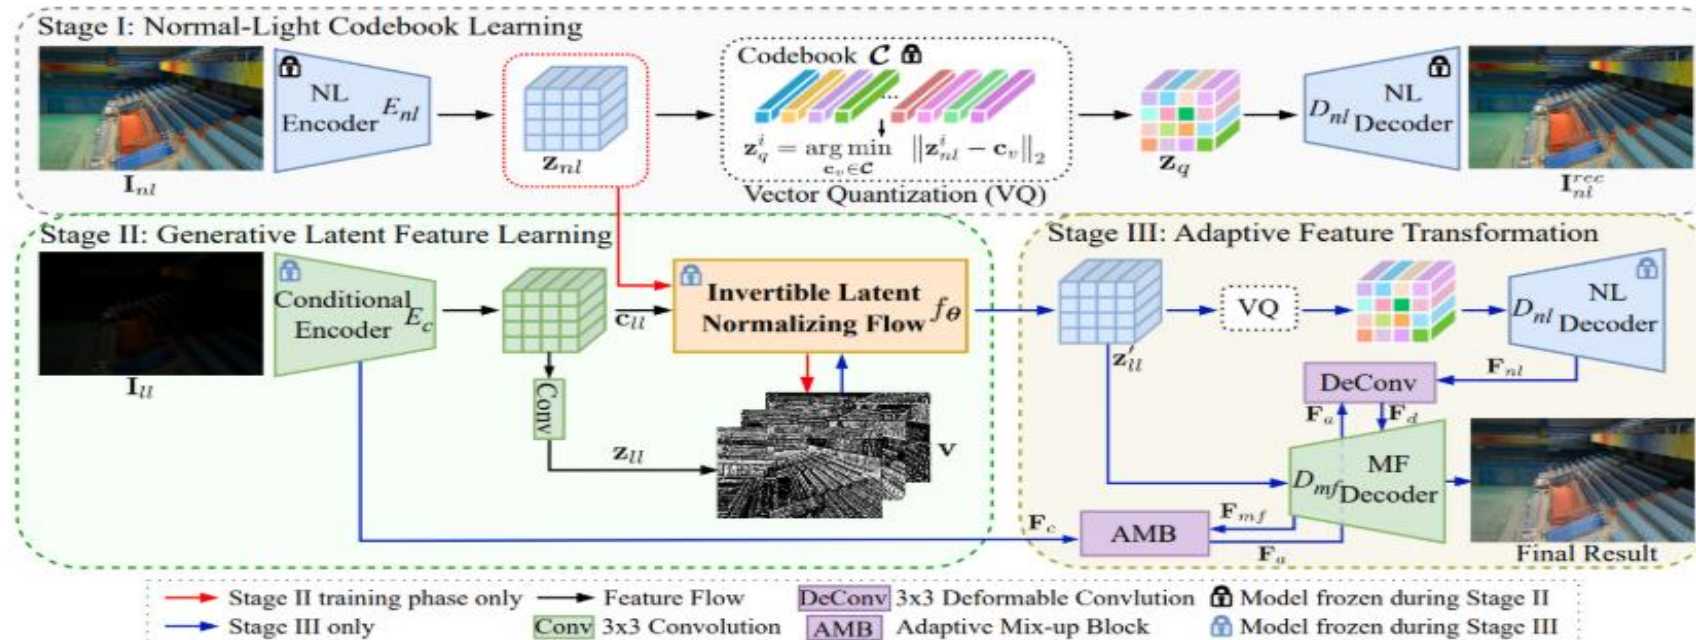 Stage I: Normal-Light Codebook Learning
NL
Encoder E_nl
I_nl
z_nl
Codebook C
...
z_q^i = arg min ‖z_nl^i − c_v‖_2
c_v∈C
Vector Quantization (VQ)
z_q
NL
D_nl Decoder
I_nl^rec
Stage II: Generative Latent Feature Learning
Conditional
Encoder E_c
I_ll
c_ll
Conv
z_ll
Invertible Latent
Normalizing Flow f_θ
v
Stage III: Adaptive Feature Transformation
z'_ll
VQ
NL
D_nl Decoder
F_nl
DeConv
F_a
F_d
MF
D_mf Decoder
F_mf
F_c
AMB
F_a
Final Result
Stage II training phase only
Feature Flow
DeConv 3x3 Deformable Convlution
Model frozen during Stage II
Stage III only
Conv 3x3 Convolution
AMB Adaptive Mix-up Block
Model frozen during Stage III